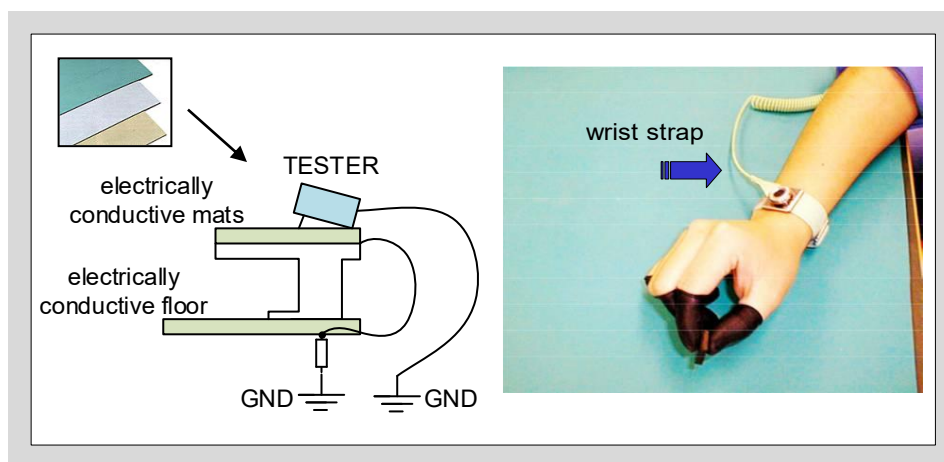 TESTER
electrically
conductive mats
electrically
conductive floor
GND
GND
wrist strap